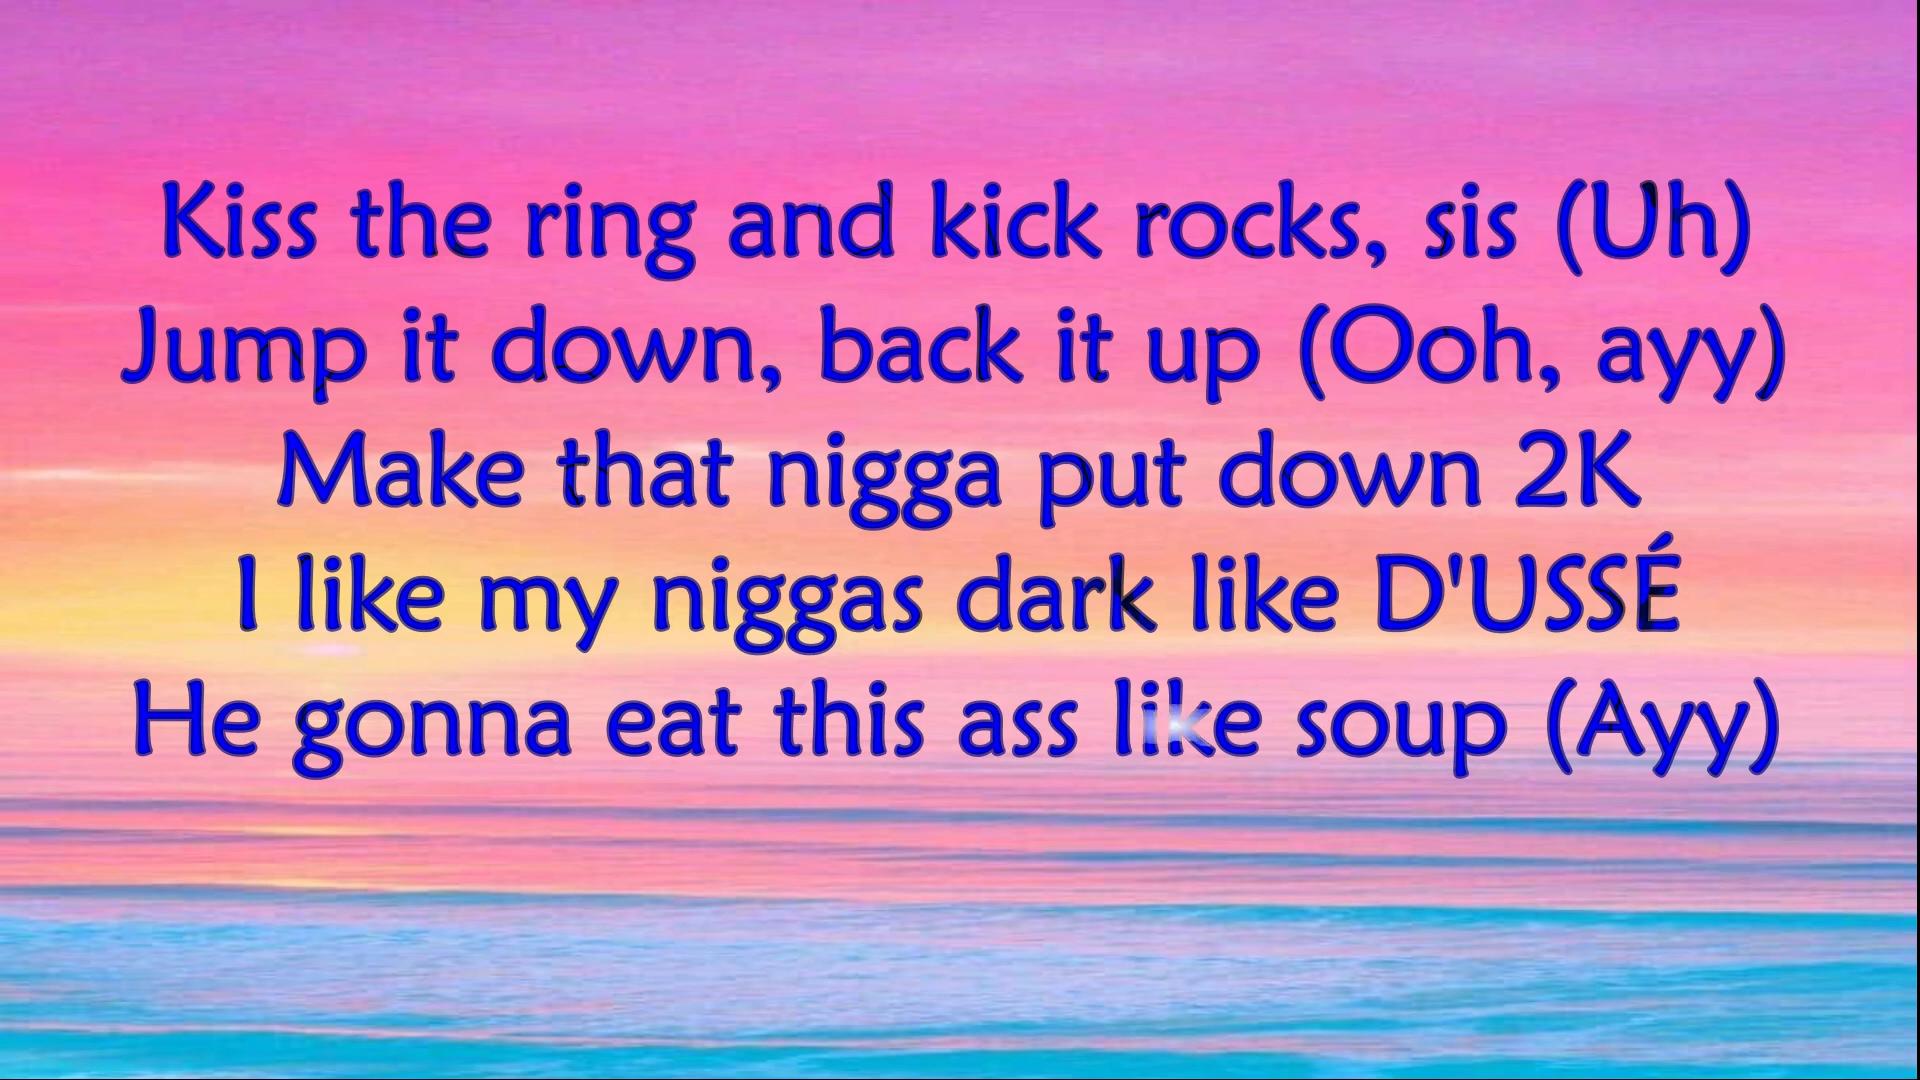 Kiss the ring and kick rocks, sis (Uh)
Jump it down, back it up (Ooh, ayy)
Make that nigga put down 2K
I like my niggas dark like D'USSÉ
He gonna eat this ass like soup (Ayy)